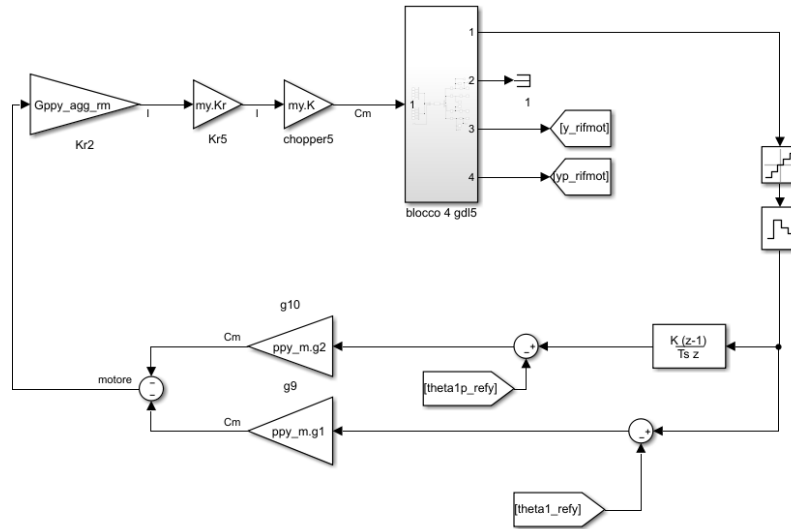 1
Gppy_agg_rm
I
my.Kr
I
my.K
Cm
1
2
1
3
[y_rifmot]
4
[yp_rifmot]
Kr2
Kr5
chopper5
blocco 4 gdl5
g10
Cm
ppy_m.g2
K (z-1)
Ts z
[theta1p_refy]
motore
g9
Cm
ppy_m.g1
[theta1_refy]